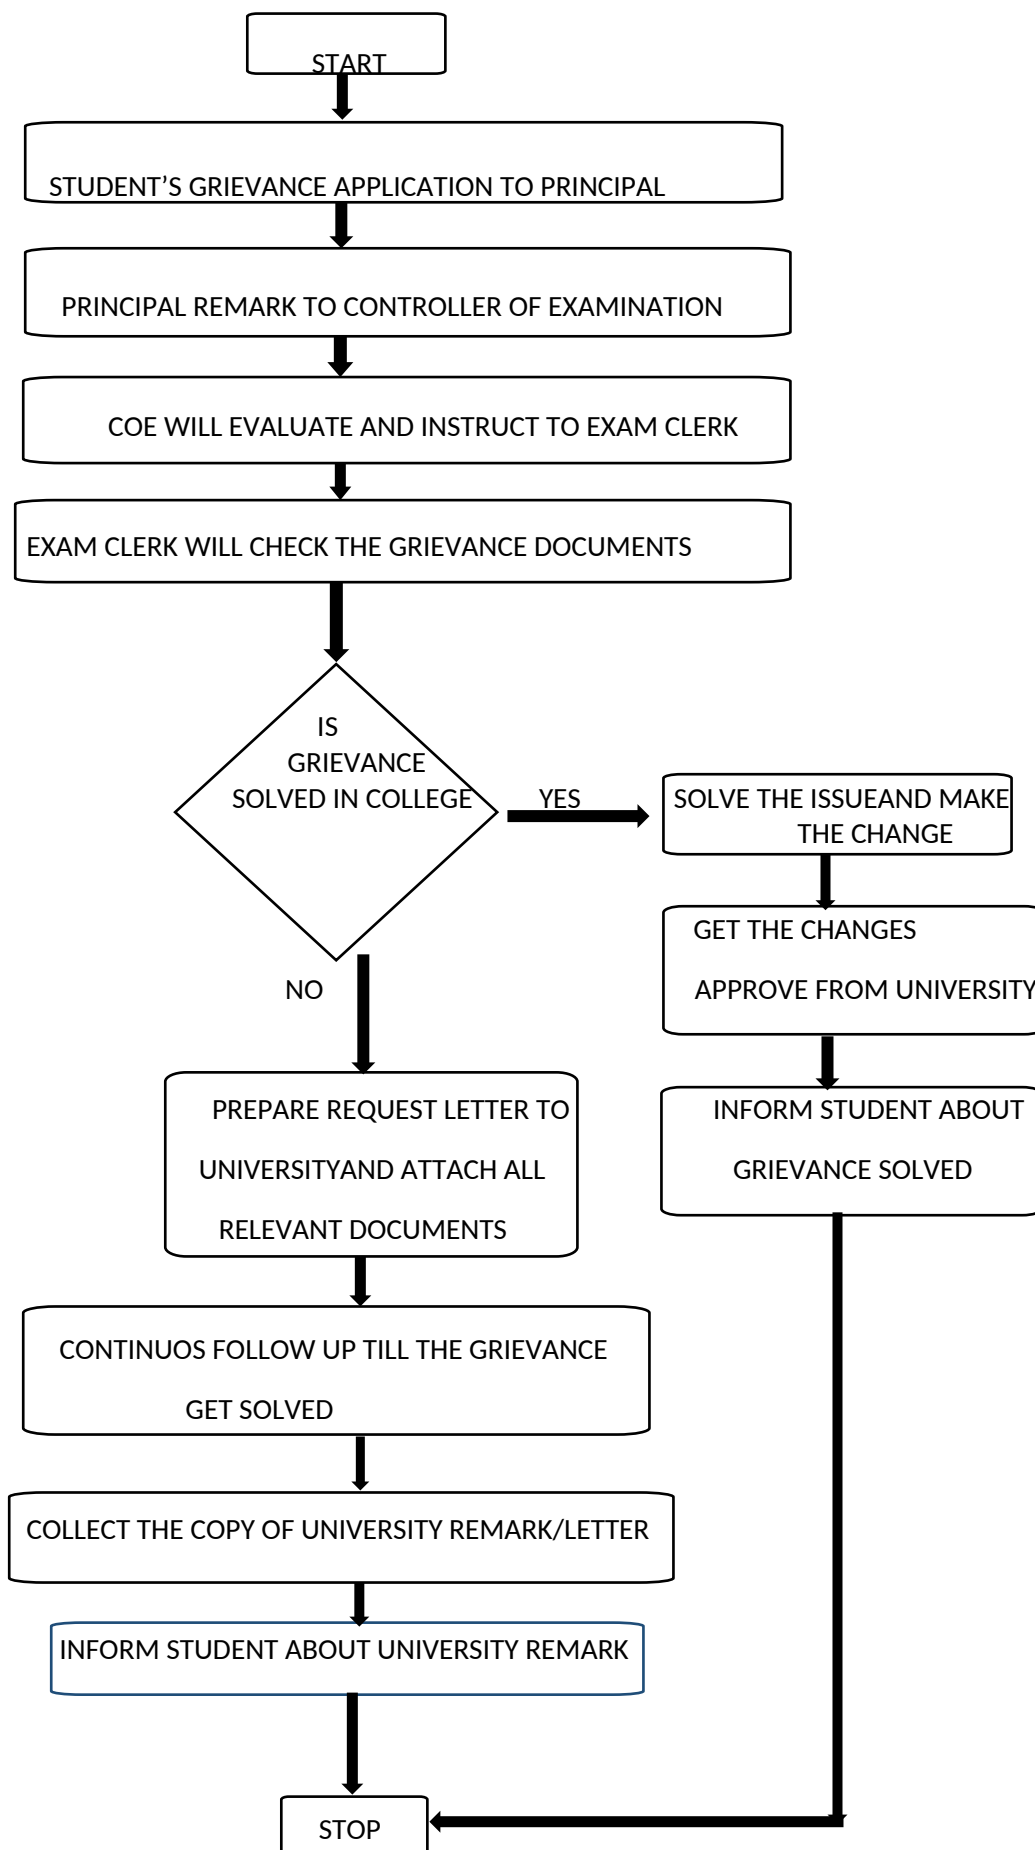 START
STUDENT’S GRIEVANCE APPLICATION TO PRINCIPAL
PRINCIPAL REMARK TO CONTROLLER OF EXAMINATION
COE WILL EVALUATE AND INSTRUCT TO EXAM CLERK
EXAM CLERK WILL CHECK THE GRIEVANCE DOCUMENTS
IS
GRIEVANCE
SOLVED IN COLLEGE
YES
SOLVE THE ISSUEAND MAKE
THE CHANGE
GET THE CHANGES
APPROVE FROM UNIVERSITY
INFORM STUDENT ABOUT
GRIEVANCE SOLVED
NO
PREPARE REQUEST LETTER TO
UNIVERSITYAND ATTACH ALL
RELEVANT DOCUMENTS
CONTINUOS FOLLOW UP TILL THE GRIEVANCE
GET SOLVED
COLLECT THE COPY OF UNIVERSITY REMARK/LETTER
INFORM STUDENT ABOUT UNIVERSITY REMARK
STOP